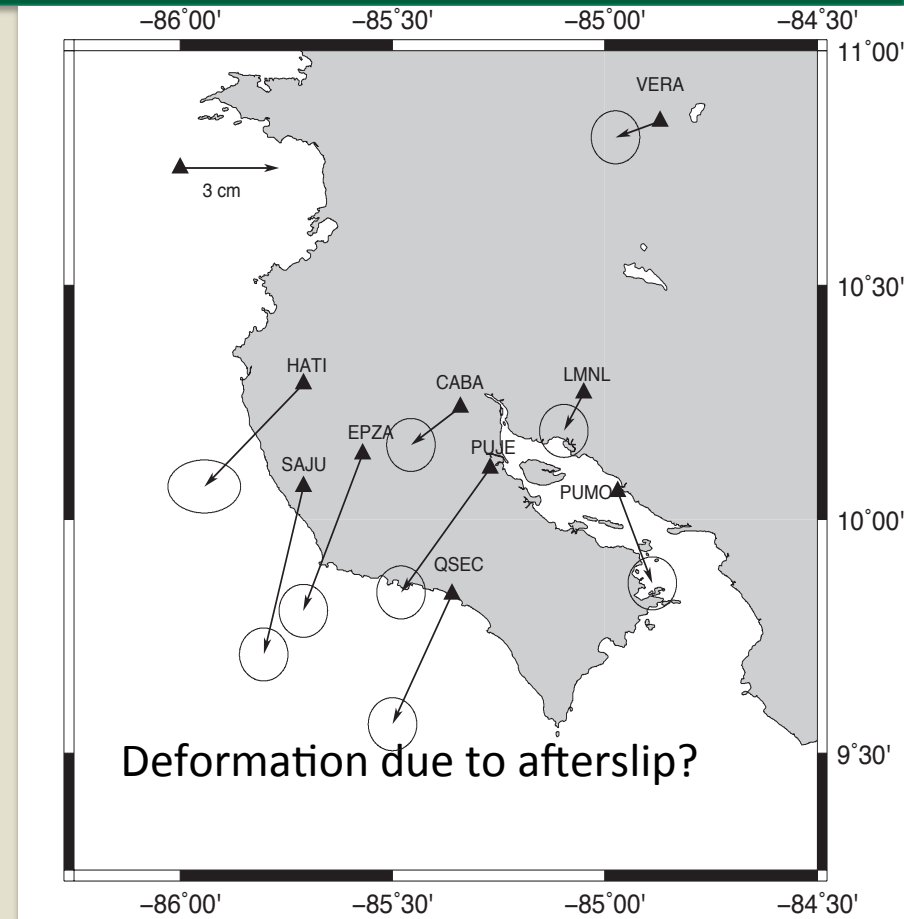 −86˚00' −85˚30' −85˚00' −84˚30'
11˚00'
VERA
3 cm
10˚30'
HATI
LMNL
CABA
EPZA
PUJE
SAJU
PUMO
10˚00'
QSEC
Deformation due to afterslip?
9˚30'
−86˚00' −85˚30' −85˚00' −84˚30'